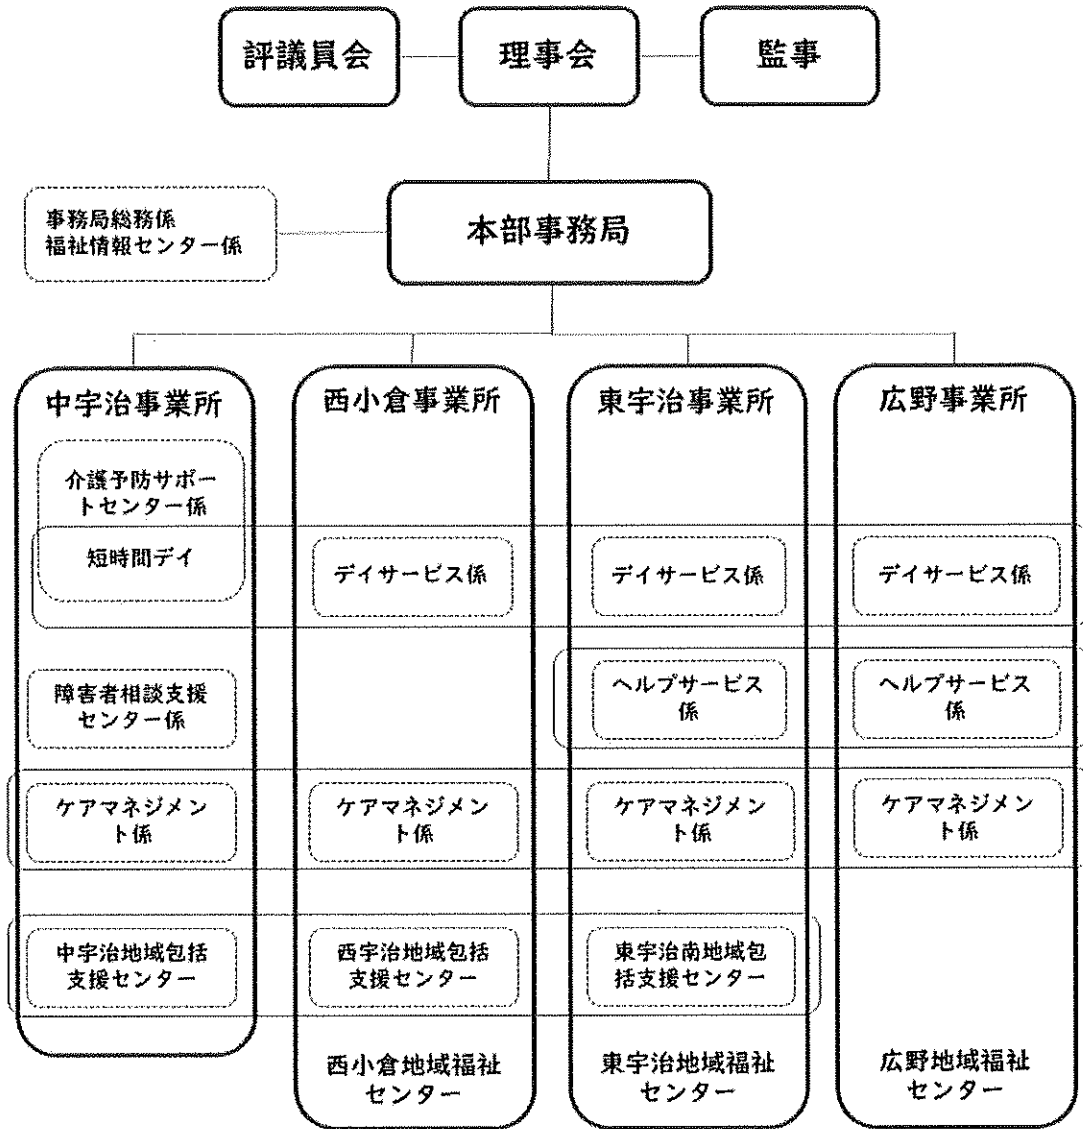 評議員会
理事会
監事
事務局総務係
福祉情報センター係
本部事務局
中宇治事業所
介護予防サポー
トセンター係
短時間デイ
障害者相談支援
センター係
ケアマネジメン
ト係
中宇治地域包括
支援センター
西小倉事業所
デイサービス係
ケアマネジメン
ト係
西宇治地域包括
支援センター
西小倉地域福祉
センター
東宇治事業所
デイサービス係
ヘルプサービス
係
ケアマネジメン
ト係
東宇治南地域包
括支援センター
東宇治地域福祉
センター
広野事業所
デイサービス係
ヘルプサービス
係
ケアマネジメン
ト係
広野地域福祉
センター